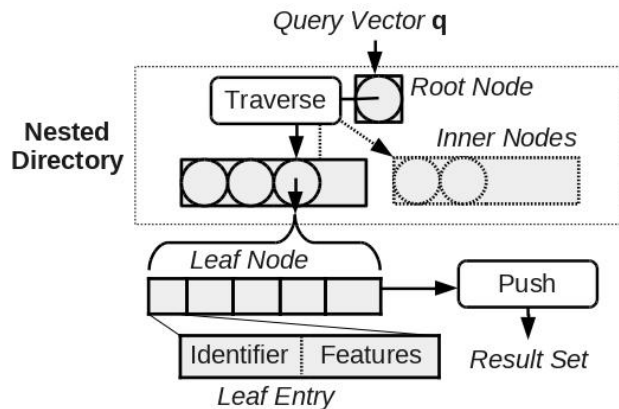 Query Vector q
Root Node
Traverse
Nested
Directory
Inner Nodes
Leaf Node
Push
Identifier
Features
Result Set
Leaf Entry